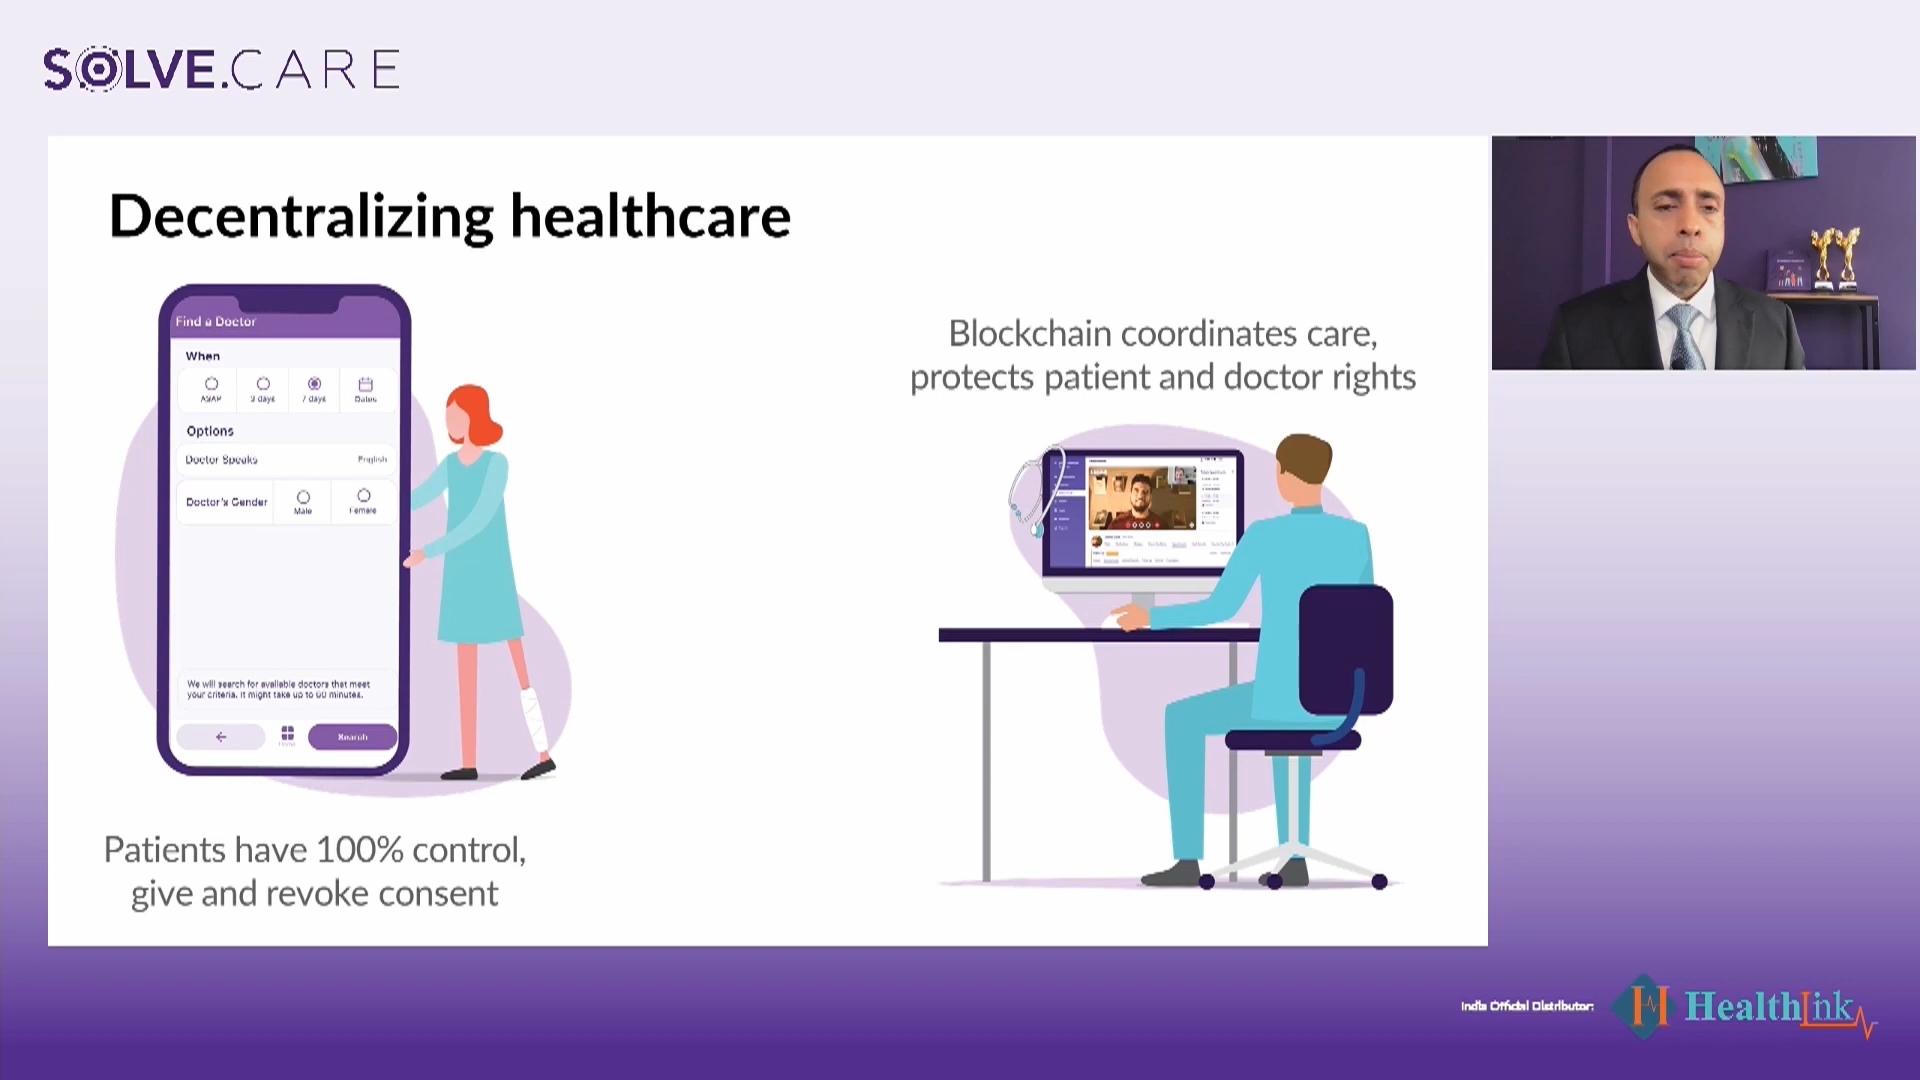 SOLVE.CARE
Decentralizing healthcare
Find a Doctor
When
ASAP
3 days
7 days
Dates
Options
Doctor Speaks
English
Doctor's Gender
Male
Female
We will search for available doctors that meet
your criteria. It might take up to 60 minutes.
Home
Search
Patients have 100% control,
give and revoke consent
Blockchain coordinates care,
protects patient and doctor rights
India Official Distributor:
HealthLink